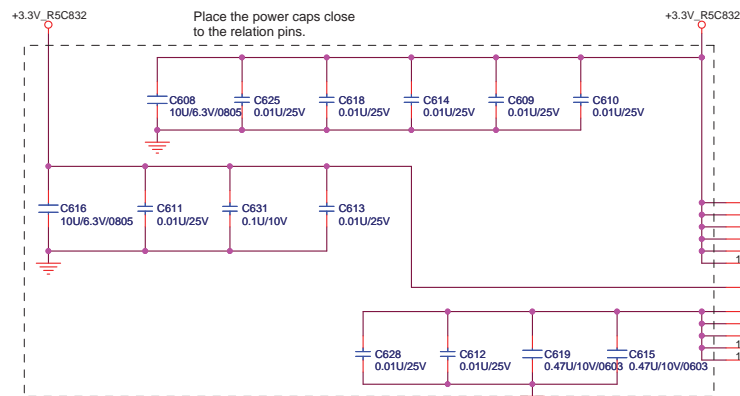 +3.3V_R5C832
Place the power caps close
to the relation pins.
+3.3V_R5C832
C608
10U/6.3V/0805
C625
0.01U/25V
C618
0.01U/25V
C614
0.01U/25V
C609
0.01U/25V
C610
0.01U/25V
C616
10U/6.3V/0805
C611
0.01U/25V
C631
0.1U/10V
C613
0.01U/25V
1
C628
0.01U/25V
C612
0.01U/25V
C619
0.47U/10V/0603
C615
0.47U/10V/0603
1
1